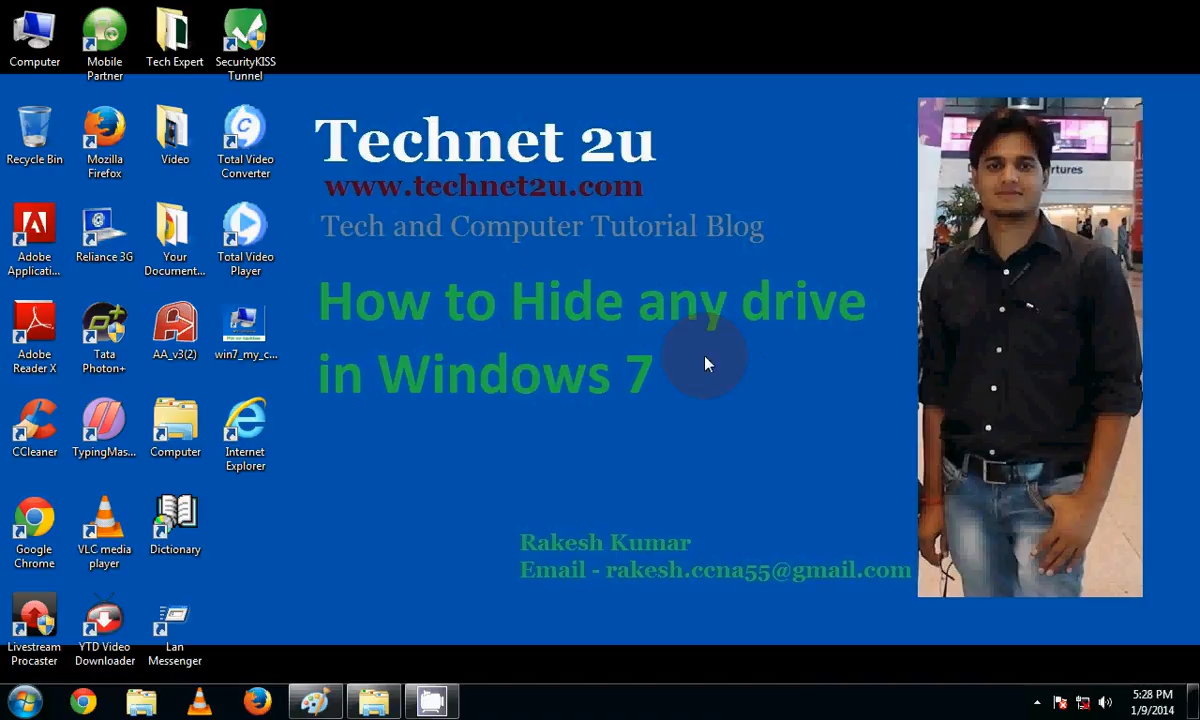 Computer
Mobile Partner
Tech Expert
SecurityKISS Tunnel
Recycle Bin
Mozilla Firefox
Video
Total Video Converter
Adobe Applicati...
Reliance 3G
Your Document...
Total Video Player
Adobe Reader X
Tata Photon+
AA_v3(2)
win7_my_c...
CCleaner
TypingMas...
Computer
Internet Explorer
Google Chrome
VLC media player
Dictionary
Livestream Procaster
YTD Video Downloader
Lan Messenger
Technet 2u
www.technet2u.com
Tech and Computer Tutorial Blog
How to Hide any drive
in Windows 7
Rakesh Kumar
Email - rakesh.ccna55@gmail.com
5:28 PM
1/9/2014